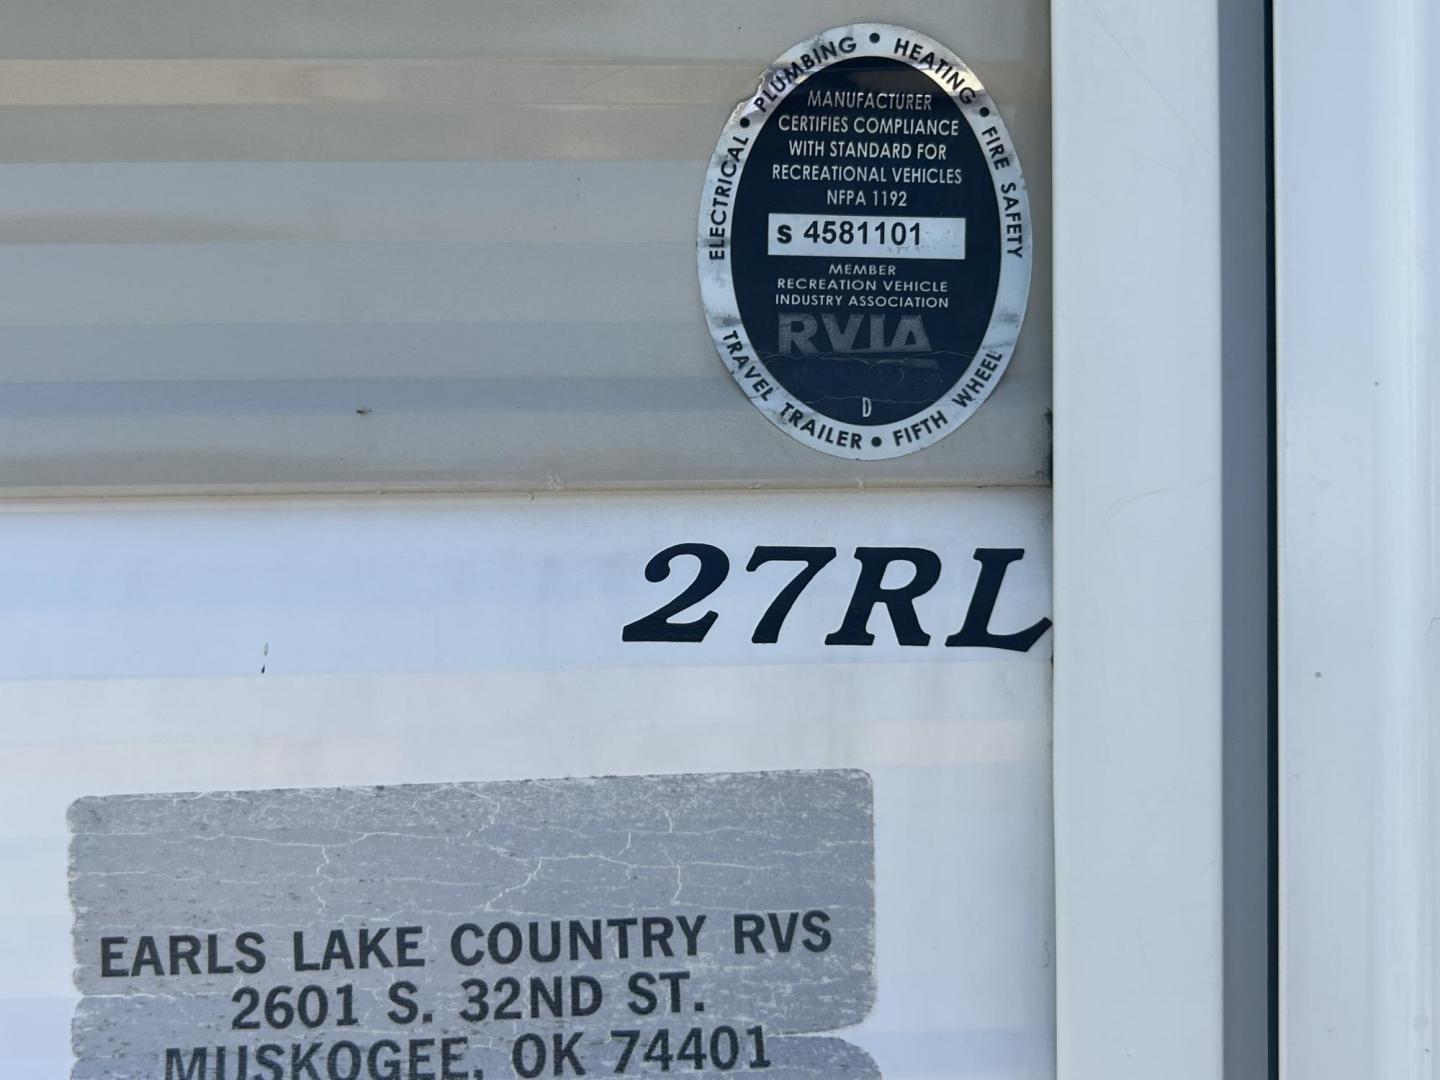 ELECTRICAL • PLUMBING • HEATING • FIRE SAFETY
MANUFACTURER
CERTIFIES COMPLIANCE
WITH STANDARD FOR
RECREATIONAL VEHICLES
NFPA 1192
S 4581101
MEMBER
RECREATION VEHICLE
INDUSTRY ASSOCIATION
RVIA
D
TRAVEL TRAILER • FIFTH WHEEL
27RL
EARLS LAKE COUNTRY RVS
2601 S. 32ND ST.
MUSKOGEE, OK 74401